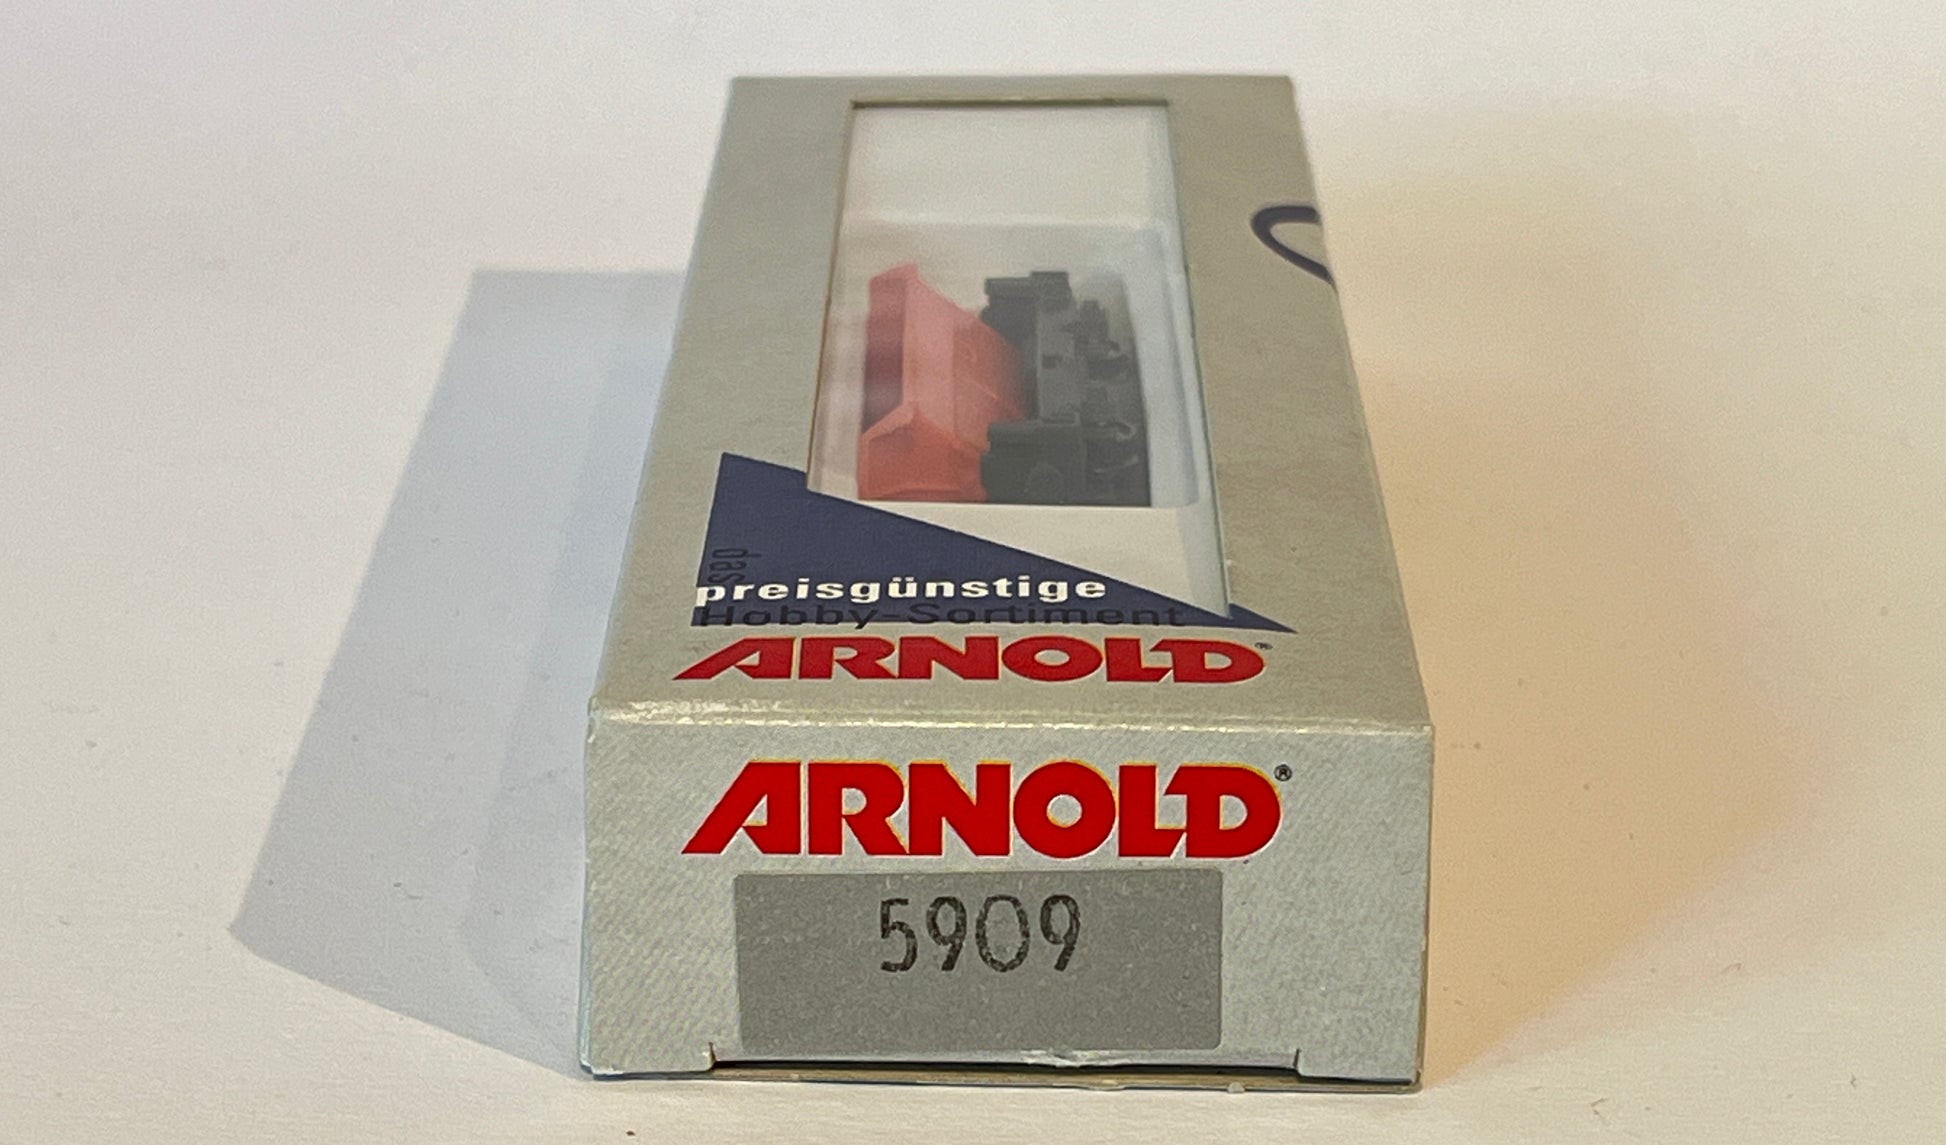 das
preisgünstige
Hobby-Sortiment
ARNOLD®
ARNOLD®
5909